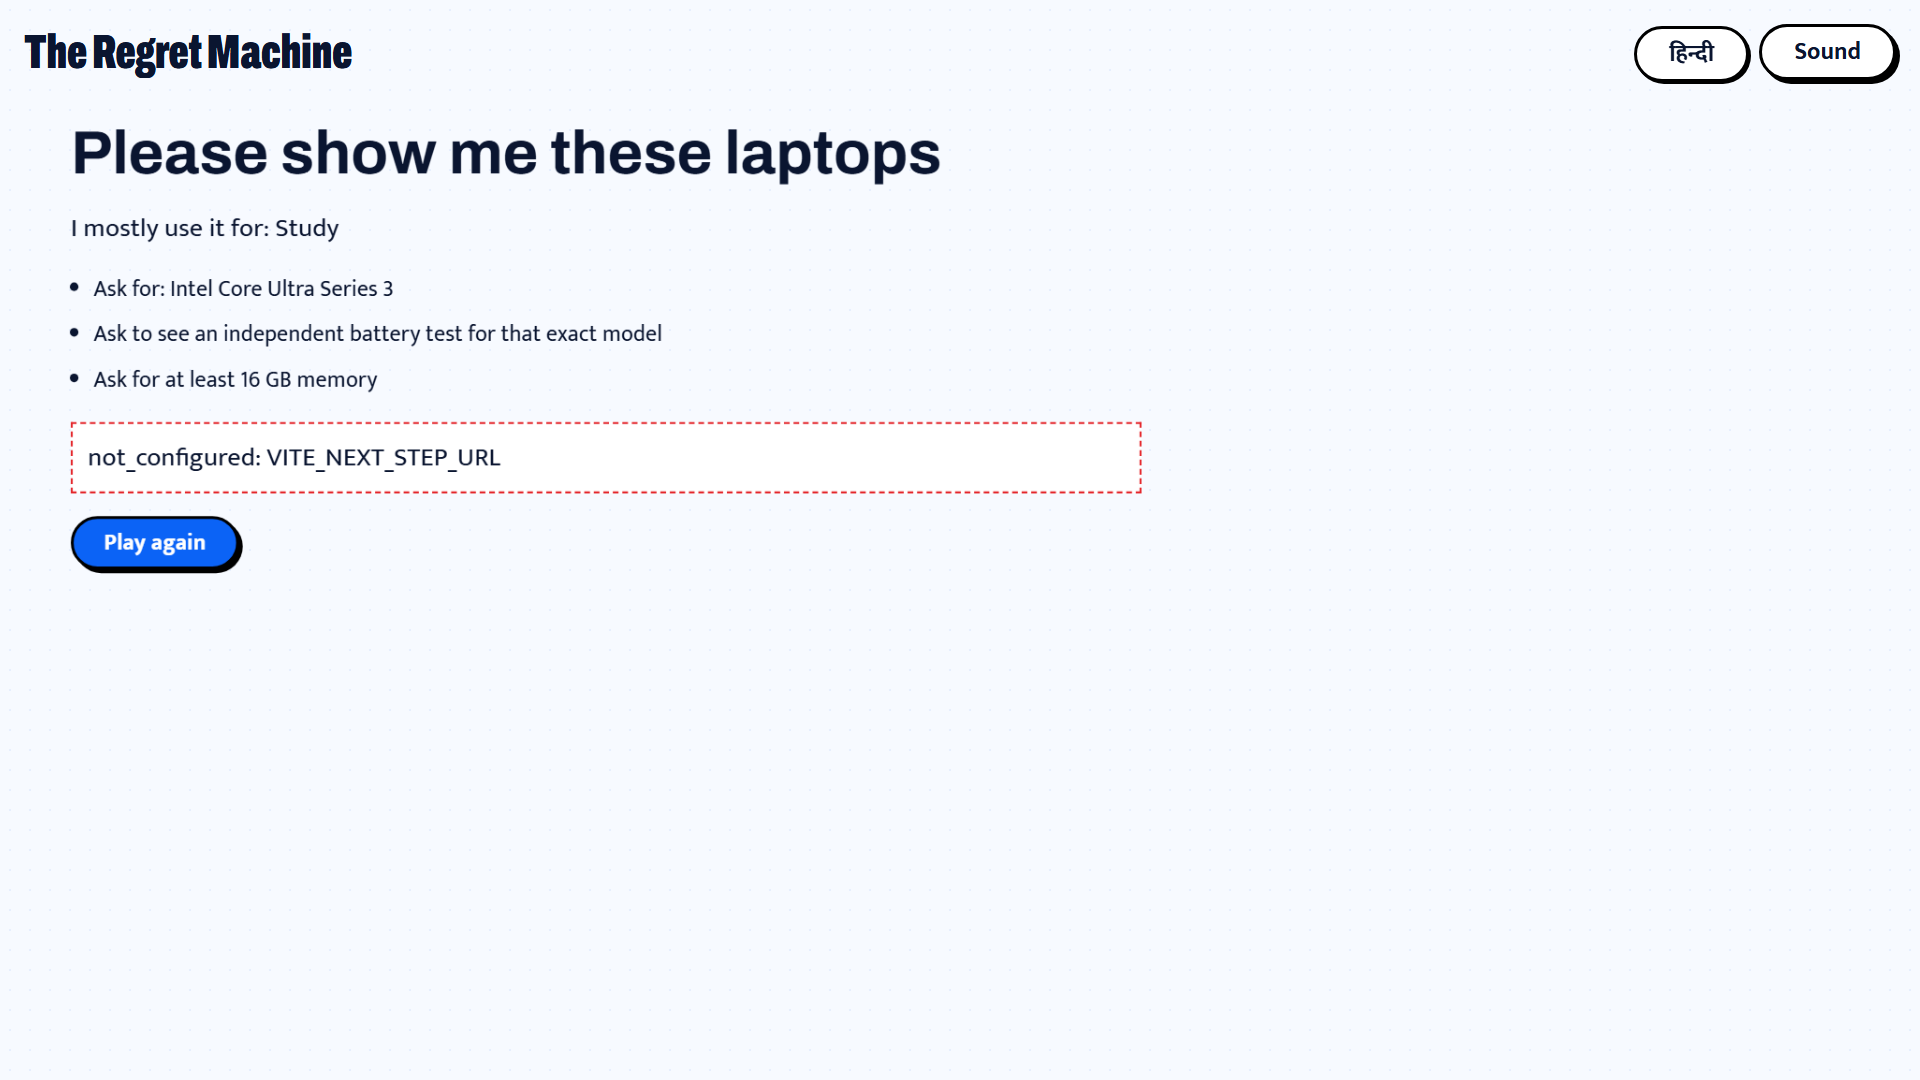 The Regret Machine
हिन्दी
Sound
Please show me these laptops
I mostly use it for: Study
Ask for: Intel Core Ultra Series 3
Ask to see an independent battery test for that exact model
Ask for at least 16 GB memory
not_configured: VITE_NEXT_STEP_URL
Play again